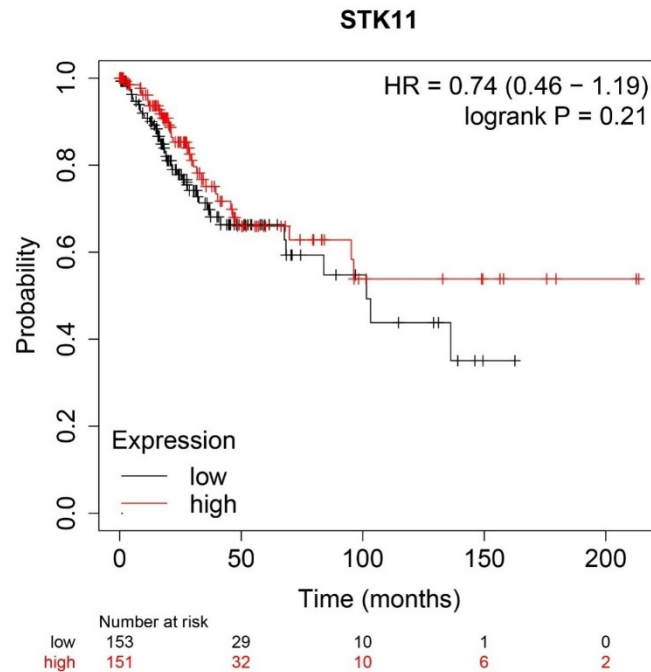 STK11
HR = 0.74 (0.46 − 1.19)
logrank P = 0.21
Probability
1.0
0.8
0.6
0.4
0.2
0.0
Expression
low
high
0 50 100 150 200
Time (months)
Number at risk
low 153 29 10 1 0
high 151 32 10 6 2